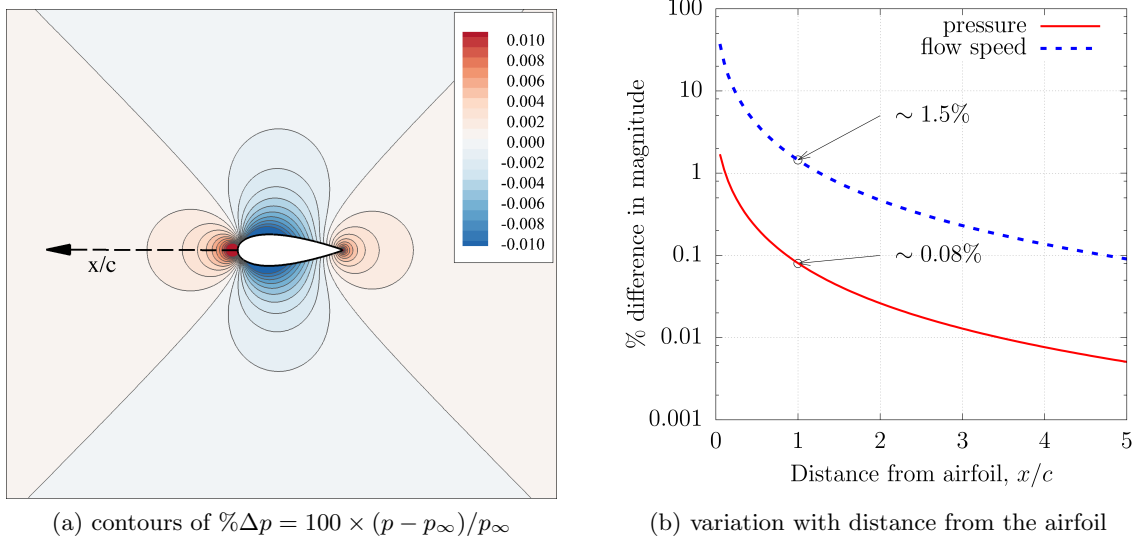 0.010
0.008
0.006
0.004
0.002
0.000
-0.002
-0.004
-0.006
-0.008
-0.010
x/c
(a) contours of %Δp = 100 × (p − p∞)/p∞
100
10
1
0.1
0.01
0.001
% difference in magnitude
pressure
flow speed
∼ 1.5%
∼ 0.08%
0 1 2 3 4 5
Distance from airfoil, x/c
(b) variation with distance from the airfoil